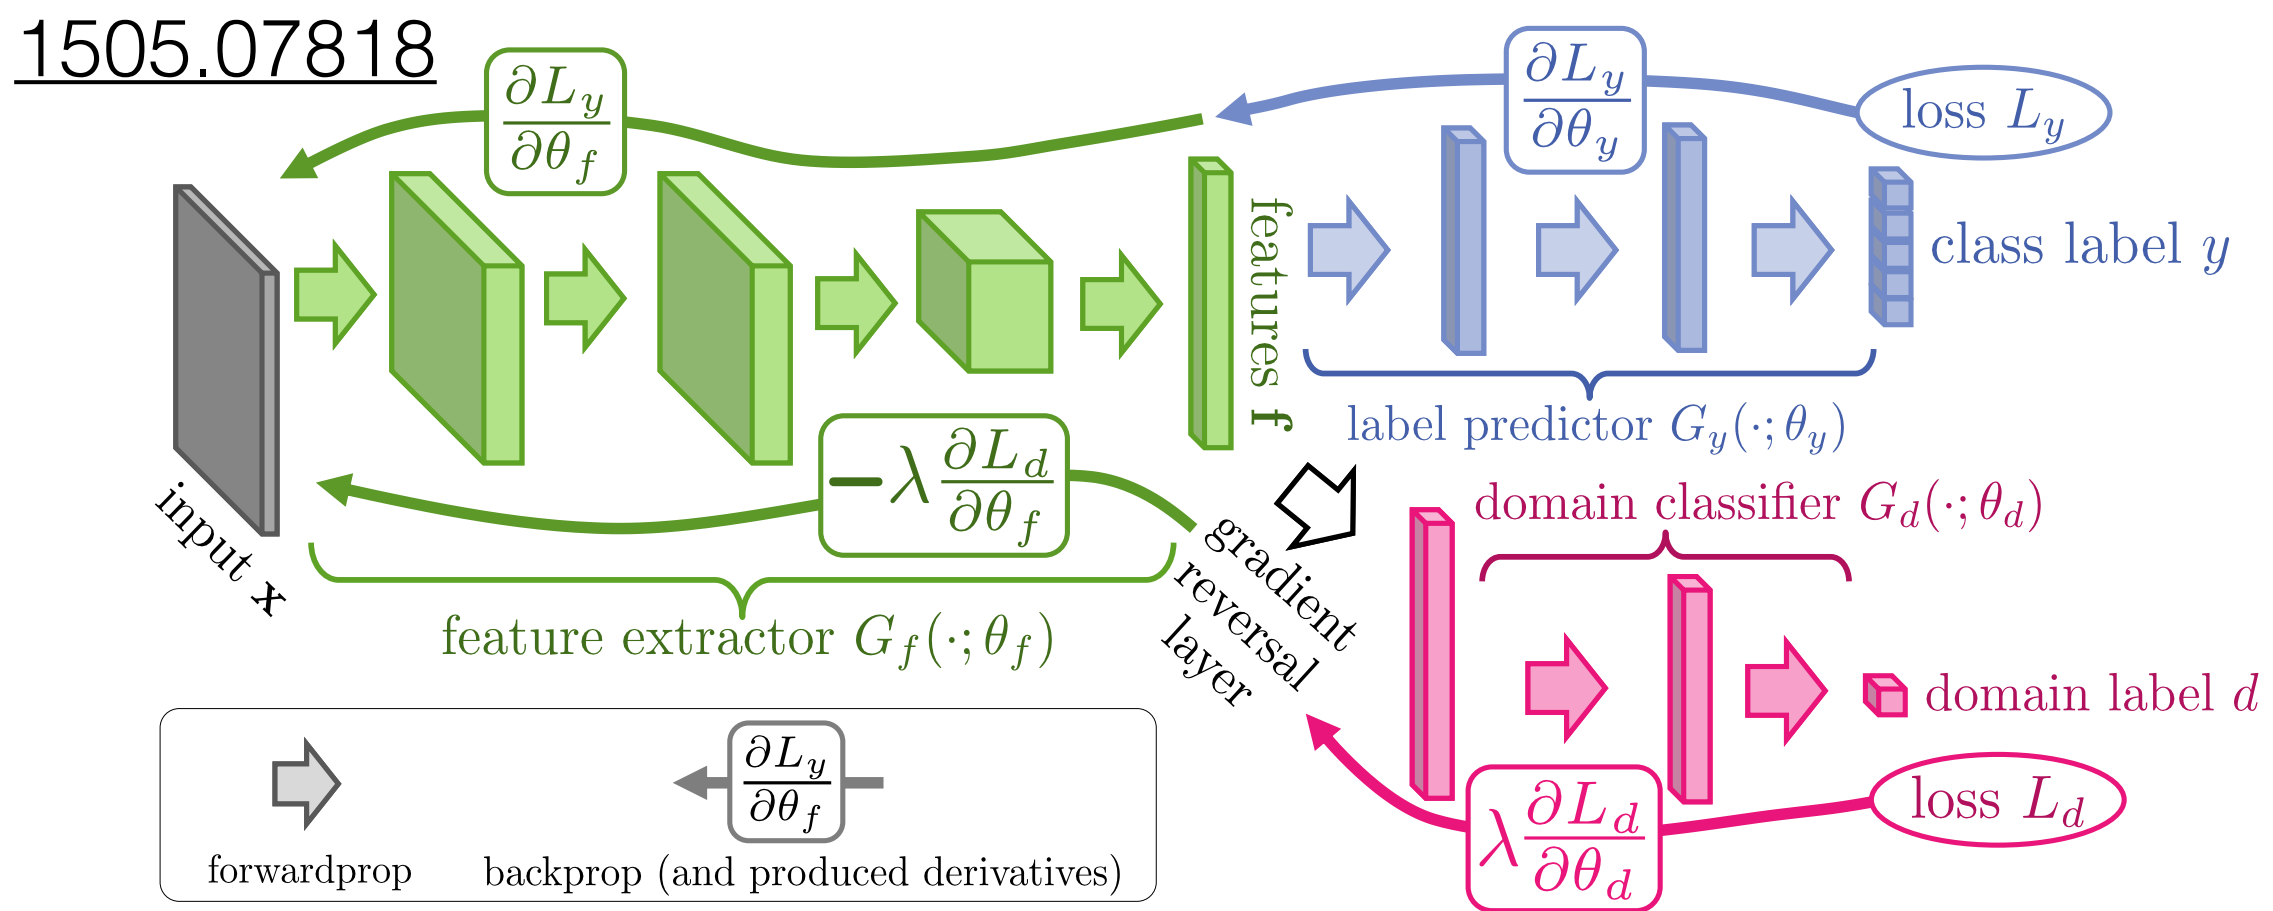 1505.07818
∂L_y
∂θ_f
∂L_y
∂θ_y
loss L_y
features f
class label y
label predictor G_y(·; θ_y)
input x
−λ ∂L_d
∂θ_f
feature extractor G_f(·; θ_f)
gradient
reversal
layer
domain classifier G_d(·; θ_d)
domain label d
loss L_d
λ ∂L_d
∂θ_d
∂L_y
∂θ_f
forwardprop
backprop (and produced derivatives)